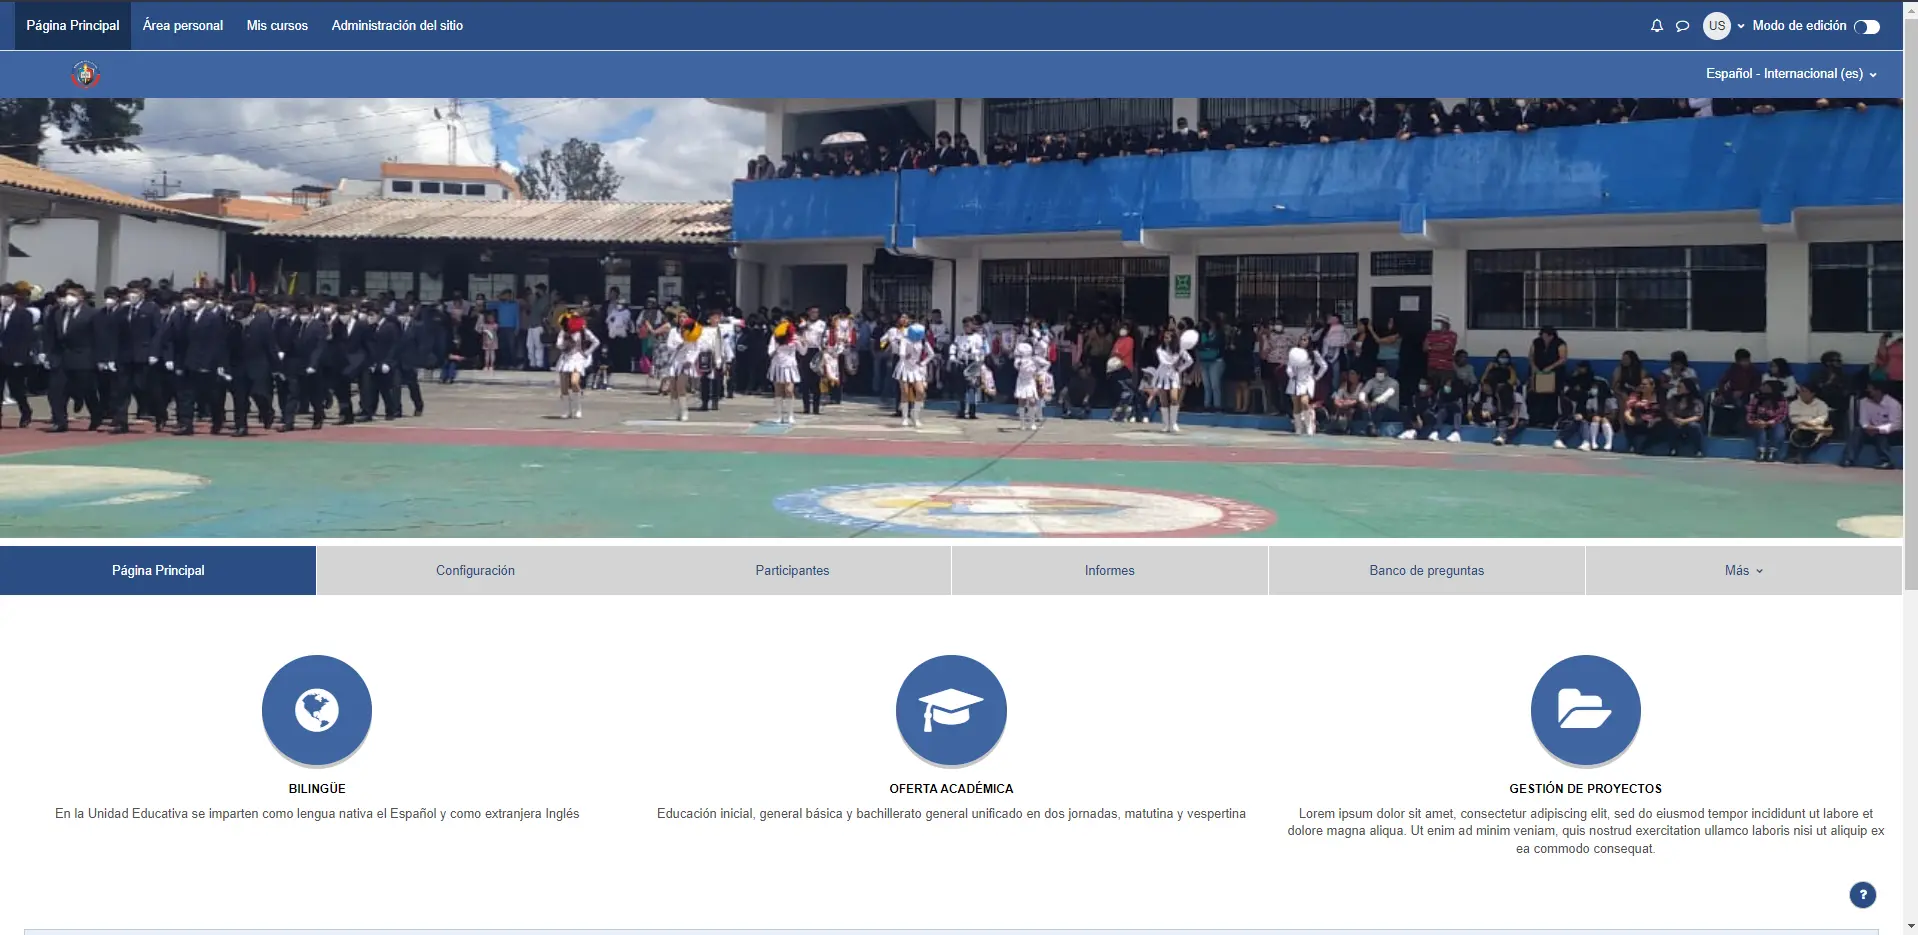 Página Principal
Área personal
Mis cursos
Administración del sitio
US
Modo de edición
Español - Internacional (es)
Página Principal
Configuración
Participantes
Informes
Banco de preguntas
Más
BILINGÜE
En la Unidad Educativa se imparten como lengua nativa el Español y como extranjera Inglés
OFERTA ACADÉMICA
Educación inicial, general básica y bachillerato general unificado en dos jornadas, matutina y vespertina
GESTIÓN DE PROYECTOS
Lorem ipsum dolor sit amet, consectetur adipiscing elit, sed do eiusmod tempor incididunt ut labore et
dolore magna aliqua. Ut enim ad minim veniam, quis nostrud exercitation ullamco laboris nisi ut aliquip ex
ea commodo consequat.
?